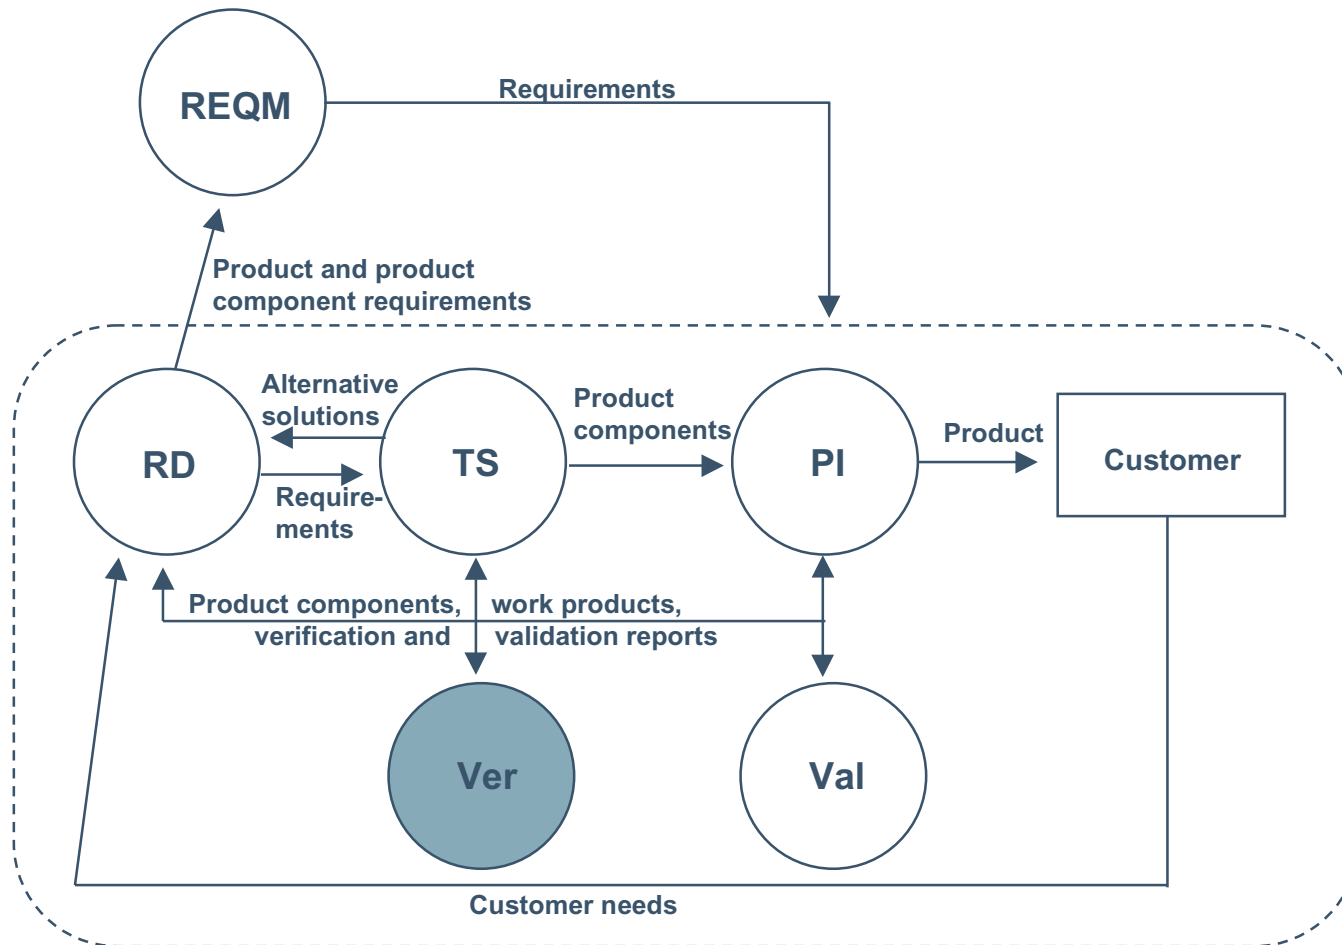 REQM
Requirements
Product and product
component requirements
RD
Alternative
solutions
Require-
ments
TS
Product
components
PI
Product
Customer
Product components, work products,
verification and validation reports
Ver
Val
Customer needs